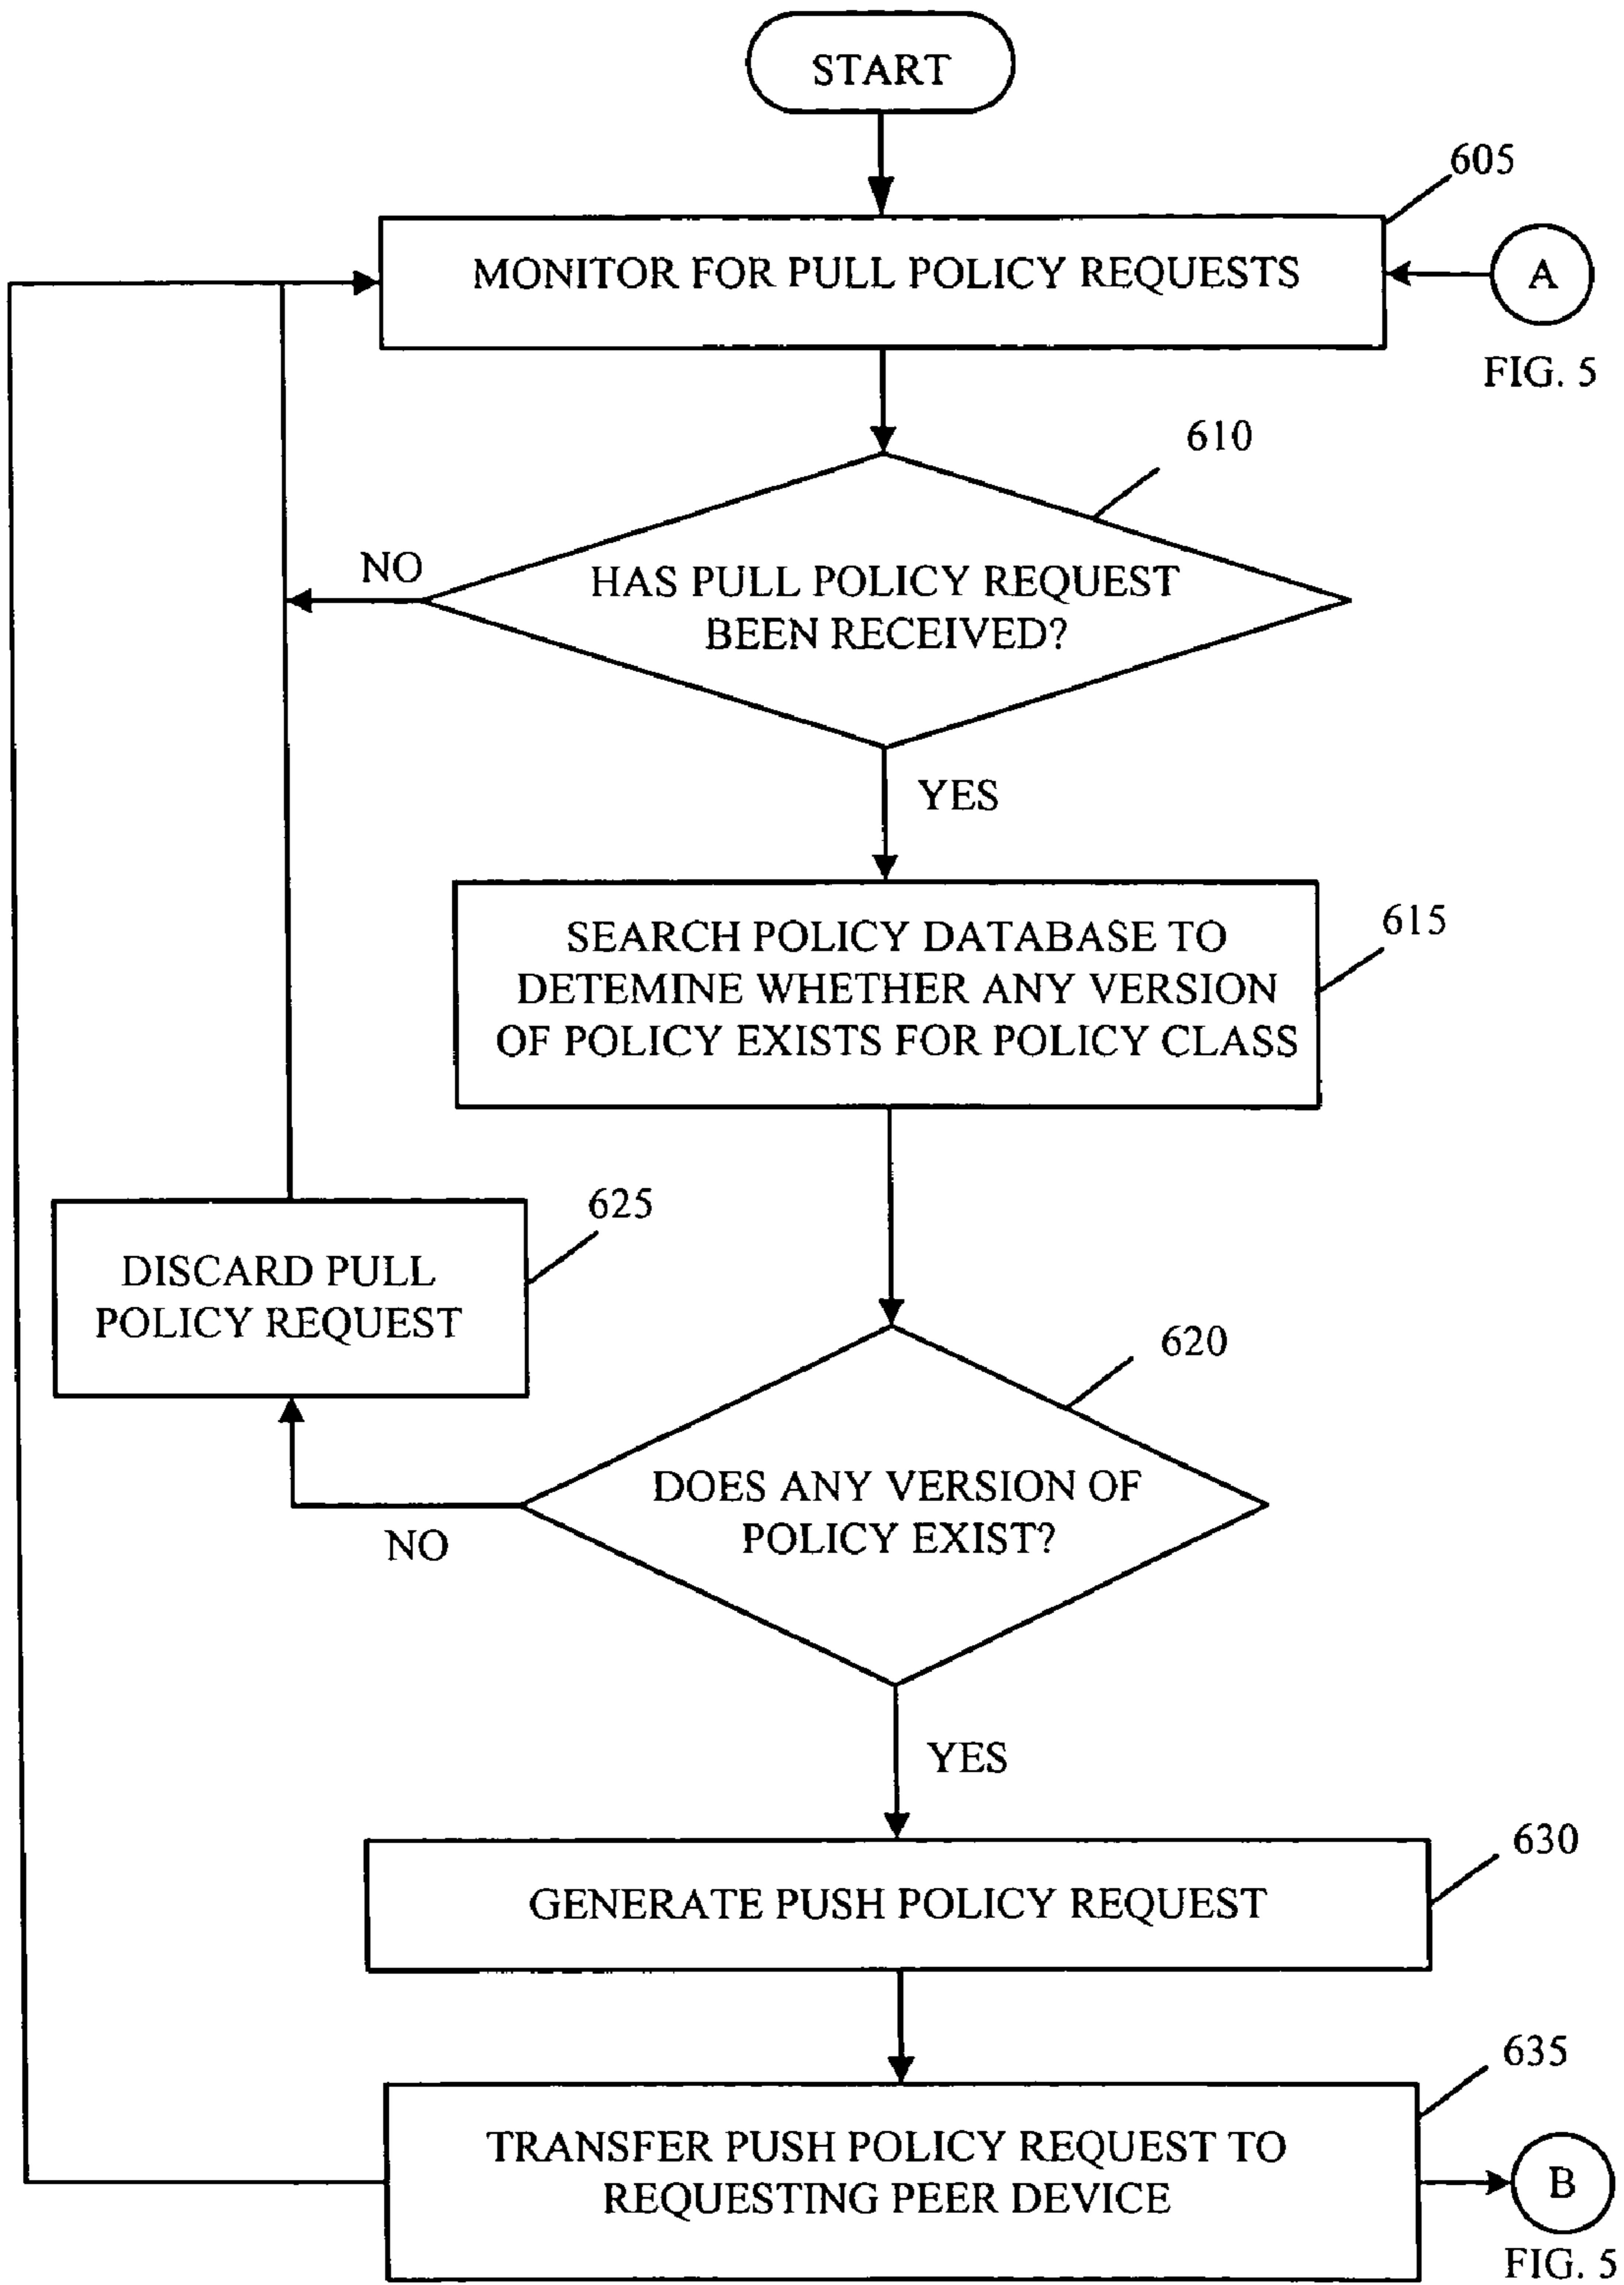 START
605
MONITOR FOR PULL POLICY REQUESTS
A
FIG. 5
610
NO
HAS PULL POLICY REQUEST
BEEN RECEIVED?
YES
615
SEARCH POLICY DATABASE TO
DETEMINE WHETHER ANY VERSION
OF POLICY EXISTS FOR POLICY CLASS
625
DISCARD PULL
POLICY REQUEST
620
DOES ANY VERSION OF
POLICY EXIST?
NO
YES
630
GENERATE PUSH POLICY REQUEST
635
TRANSFER PUSH POLICY REQUEST TO
REQUESTING PEER DEVICE
B
FIG. 5